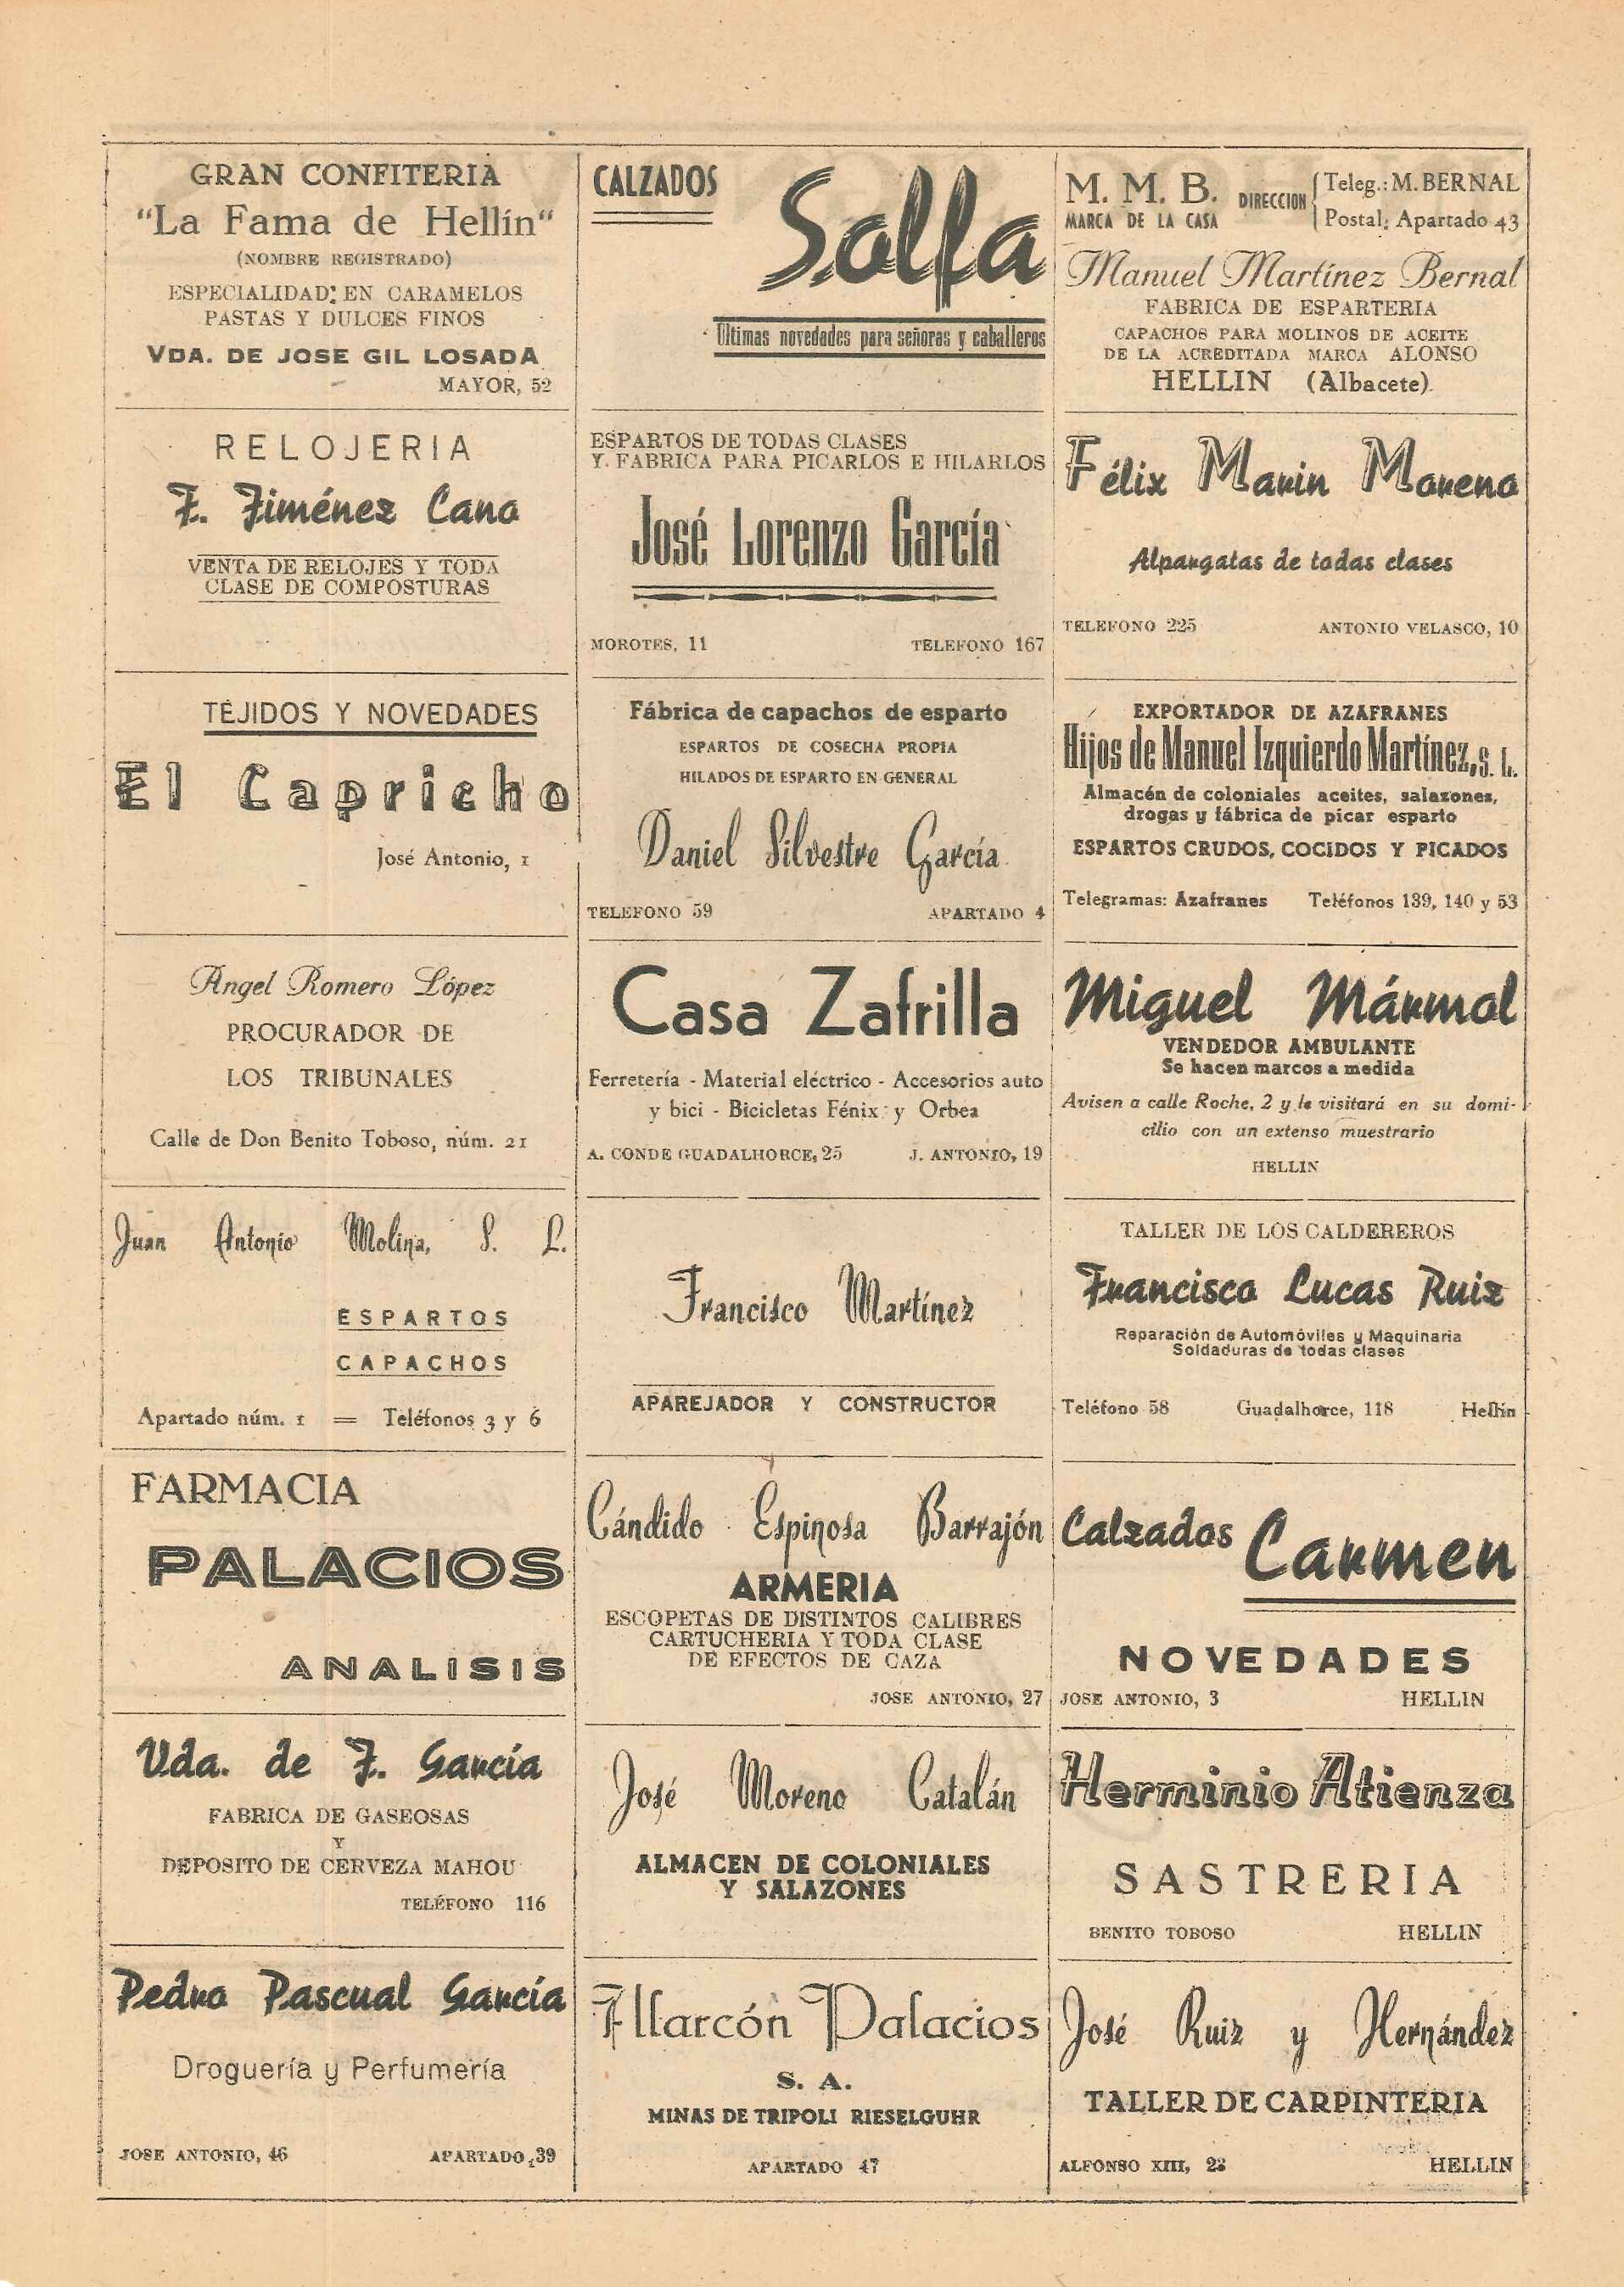 GRAN CONFITERIA
“La Fama de Hellín“
(NOMBRE REGISTRADO)
ESPECIALIDAD: EN CARAMELOS
PASTAS Y DULCES FINOS
VDA. DE JOSE GIL LOSADA
MAYOR, 52
RELOJERIA
F. Jiménez Cano
VENTA DE RELOJES Y TODA
CLASE DE COMPOSTURAS
TEJIDOS Y NOVEDADES
El Capricho
José Antonio, 1
Angel Romero López
PROCURADOR DE
LOS TRIBUNALES
Calle de Don Benito Toboso, núm. 21
Juan Antonio Molina, S. L.
ESPARTOS
CAPACHOS
Apartado núm. 1 = Teléfonos 3 y 6
FARMACIA
PALACIOS
ANALISIS
Vda. de F. García
FABRICA DE GASEOSAS
Y
DEPOSITO DE CERVEZA MAHOU
TELÉFONO 116
Pedro Pascual García
Droguería y Perfumería
JOSE ANTONIO, 46 APARTADO, 39
CALZADOS
Solfa
Ultimas novedades para señoras y caballeros
ESPARTOS DE TODAS CLASES
Y FABRICA PARA PICARLOS E HILARLOS
José Lorenzo García
MOROTES, 11 TELEFONO 167
Fábrica de capachos de esparto
ESPARTOS DE COSECHA PROPIA
HILADOS DE ESPARTO EN GENERAL
Daniel Silvestre García
TELEFONO 59 APARTADO 4
Casa Zafrilla
Ferretería - Material eléctrico - Accesorios auto
y bici - Bicicletas Fénix y Orbea
A. CONDE GUADALHORCE, 25 J. ANTONIO, 19
Francisco Martínez
APAREJADOR Y CONSTRUCTOR
Cándido Espinosa Barrajón
ARMERIA
ESCOPETAS DE DISTINTOS CALIBRES
CARTUCHERIA Y TODA CLASE
DE EFECTOS DE CAZA
JOSE ANTONIO, 27
José Moreno Catalán
ALMACEN DE COLONIALES
Y SALAZONES
Allarcón Palacios
S. A.
MINAS DE TRIPOLI RIESELGUHR
APARTADO 47
M. M. B.
MARCA DE LA CASA
DIRECCION
Teleg.: M. BERNAL
Postal: Apartado 43
Manuel Martínez Bernal
FABRICA DE ESPARTERIA
CAPACHOS PARA MOLINOS DE ACEITE
DE LA ACREDITADA MARCA ALONSO
HELLIN (Albacete)
Félix Marin Moreno
Alpargatas de todas clases
TELEFONO 225 ANTONIO VELASCO, 10
EXPORTADOR DE AZAFRANES
Hijos de Manuel Izquierdo Martínez, S. L.
Almacén de coloniales aceites, salazones,
drogas y fábrica de picar esparto
ESPARTOS CRUDOS, COCIDOS Y PICADOS
Telegramas: Azafranes Teléfonos 139, 140 y 53
Miguel Mármol
VENDEDOR AMBULANTE
Se hacen marcos a medida
Avisen a calle Roche, 2 y le visitará en su domi-
cilio con un extenso muestrario
HELLIN
TALLER DE LOS CALDEREROS
Francisco Lucas Ruiz
Reparación de Automóviles y Maquinaria
Soldaduras de todas clases
Teléfono 58 Guadalhorce, 118 Hellín
Calzados Carmen
NOVEDADES
JOSE ANTONIO, 3 HELLIN
Herminio Atienza
SASTRERIA
BENITO TOBOSO HELLIN
José Ruiz y Hernández
TALLER DE CARPINTERIA
ALFONSO XIII, 23 HELLIN